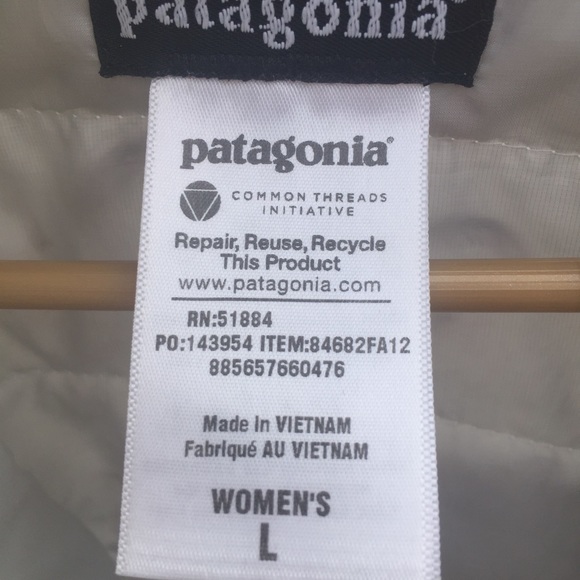 patagonia
patagonia®
COMMON THREADS
INITIATIVE
Repair, Reuse, Recycle
This Product
www.patagonia.com
RN:51884
PO:143954 ITEM:84682FA12
885657660476
Made in VIETNAM
Fabriqué AU VIETNAM
WOMEN'S
L